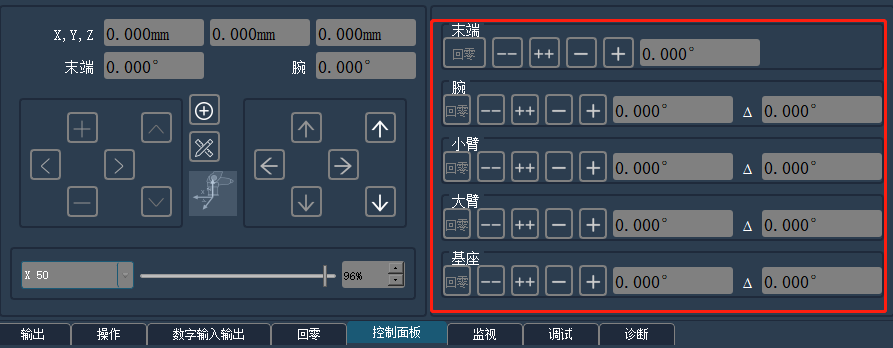 X,Y,Z 0.000mm 0.000mm 0.000mm
末端 0.000° 腕 0.000°
X 50 96%
末端
回零 -- ++ - + 0.000°
腕
回零 -- ++ - + 0.000° Δ 0.000°
小臂
回零 -- ++ - + 0.000° Δ 0.000°
大臂
回零 -- ++ - + 0.000° Δ 0.000°
基座
回零 -- ++ - + 0.000° Δ 0.000°
输出 操作 数字输入输出 回零 控制面板 监视 调试 诊断